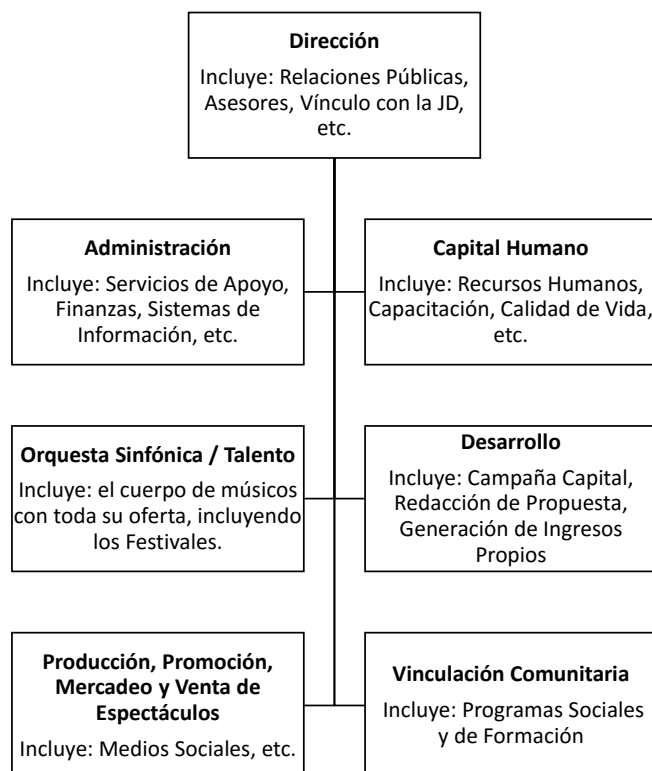 Dirección
Incluye: Relaciones Públicas,
Asesores, Vínculo con la JD,
etc.
Administración
Incluye: Servicios de Apoyo,
Finanzas, Sistemas de
Información, etc.
Capital Humano
Incluye: Recursos Humanos,
Capacitación, Calidad de Vida,
etc.
Orquesta Sinfónica / Talento
Incluye: el cuerpo de músicos
con toda su oferta, incluyendo
los Festivales.
Desarrollo
Incluye: Campaña Capital,
Redacción de Propuesta,
Generación de Ingresos
Propios
Producción, Promoción,
Mercadeo y Venta de
Espectáculos
Incluye: Medios Sociales, etc.
Vinculación Comunitaria
Incluye: Programas Sociales
y de Formación